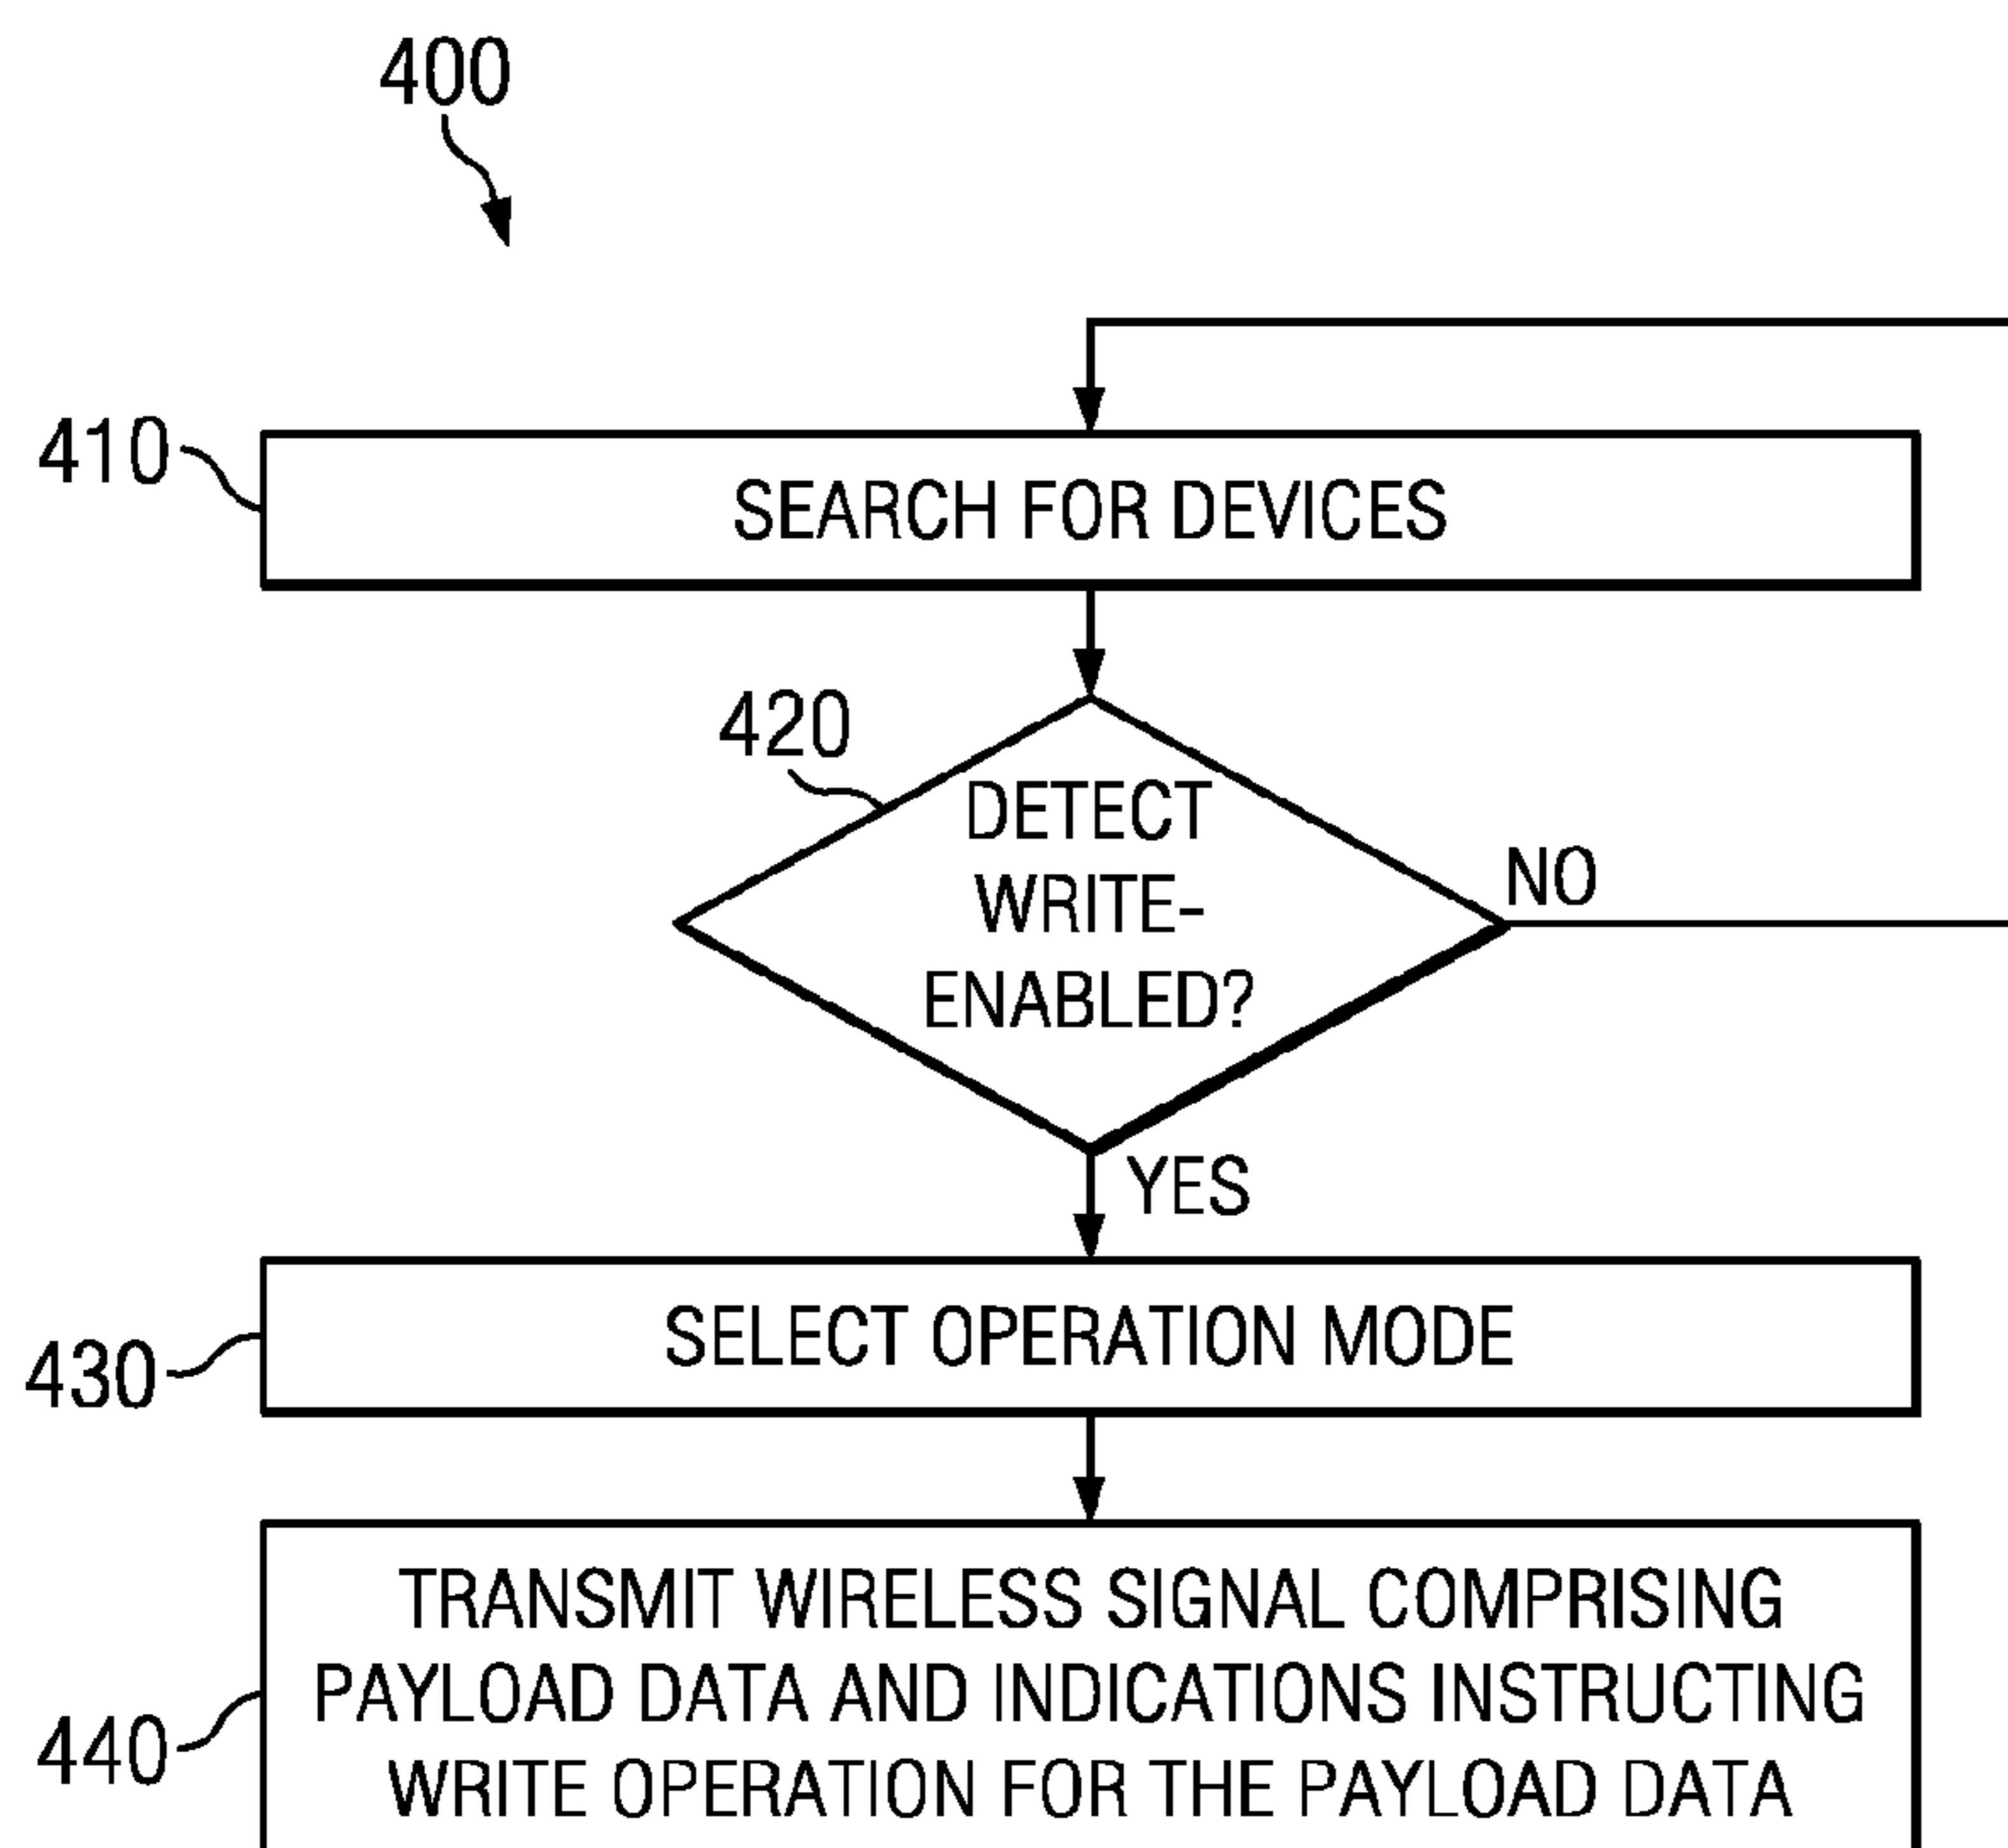 400
410
SEARCH FOR DEVICES
420
DETECT
WRITE-
ENABLED?
NO
YES
430
SELECT OPERATION MODE
440
TRANSMIT WIRELESS SIGNAL COMPRISING
PAYLOAD DATA AND INDICATIONS INSTRUCTING
WRITE OPERATION FOR THE PAYLOAD DATA